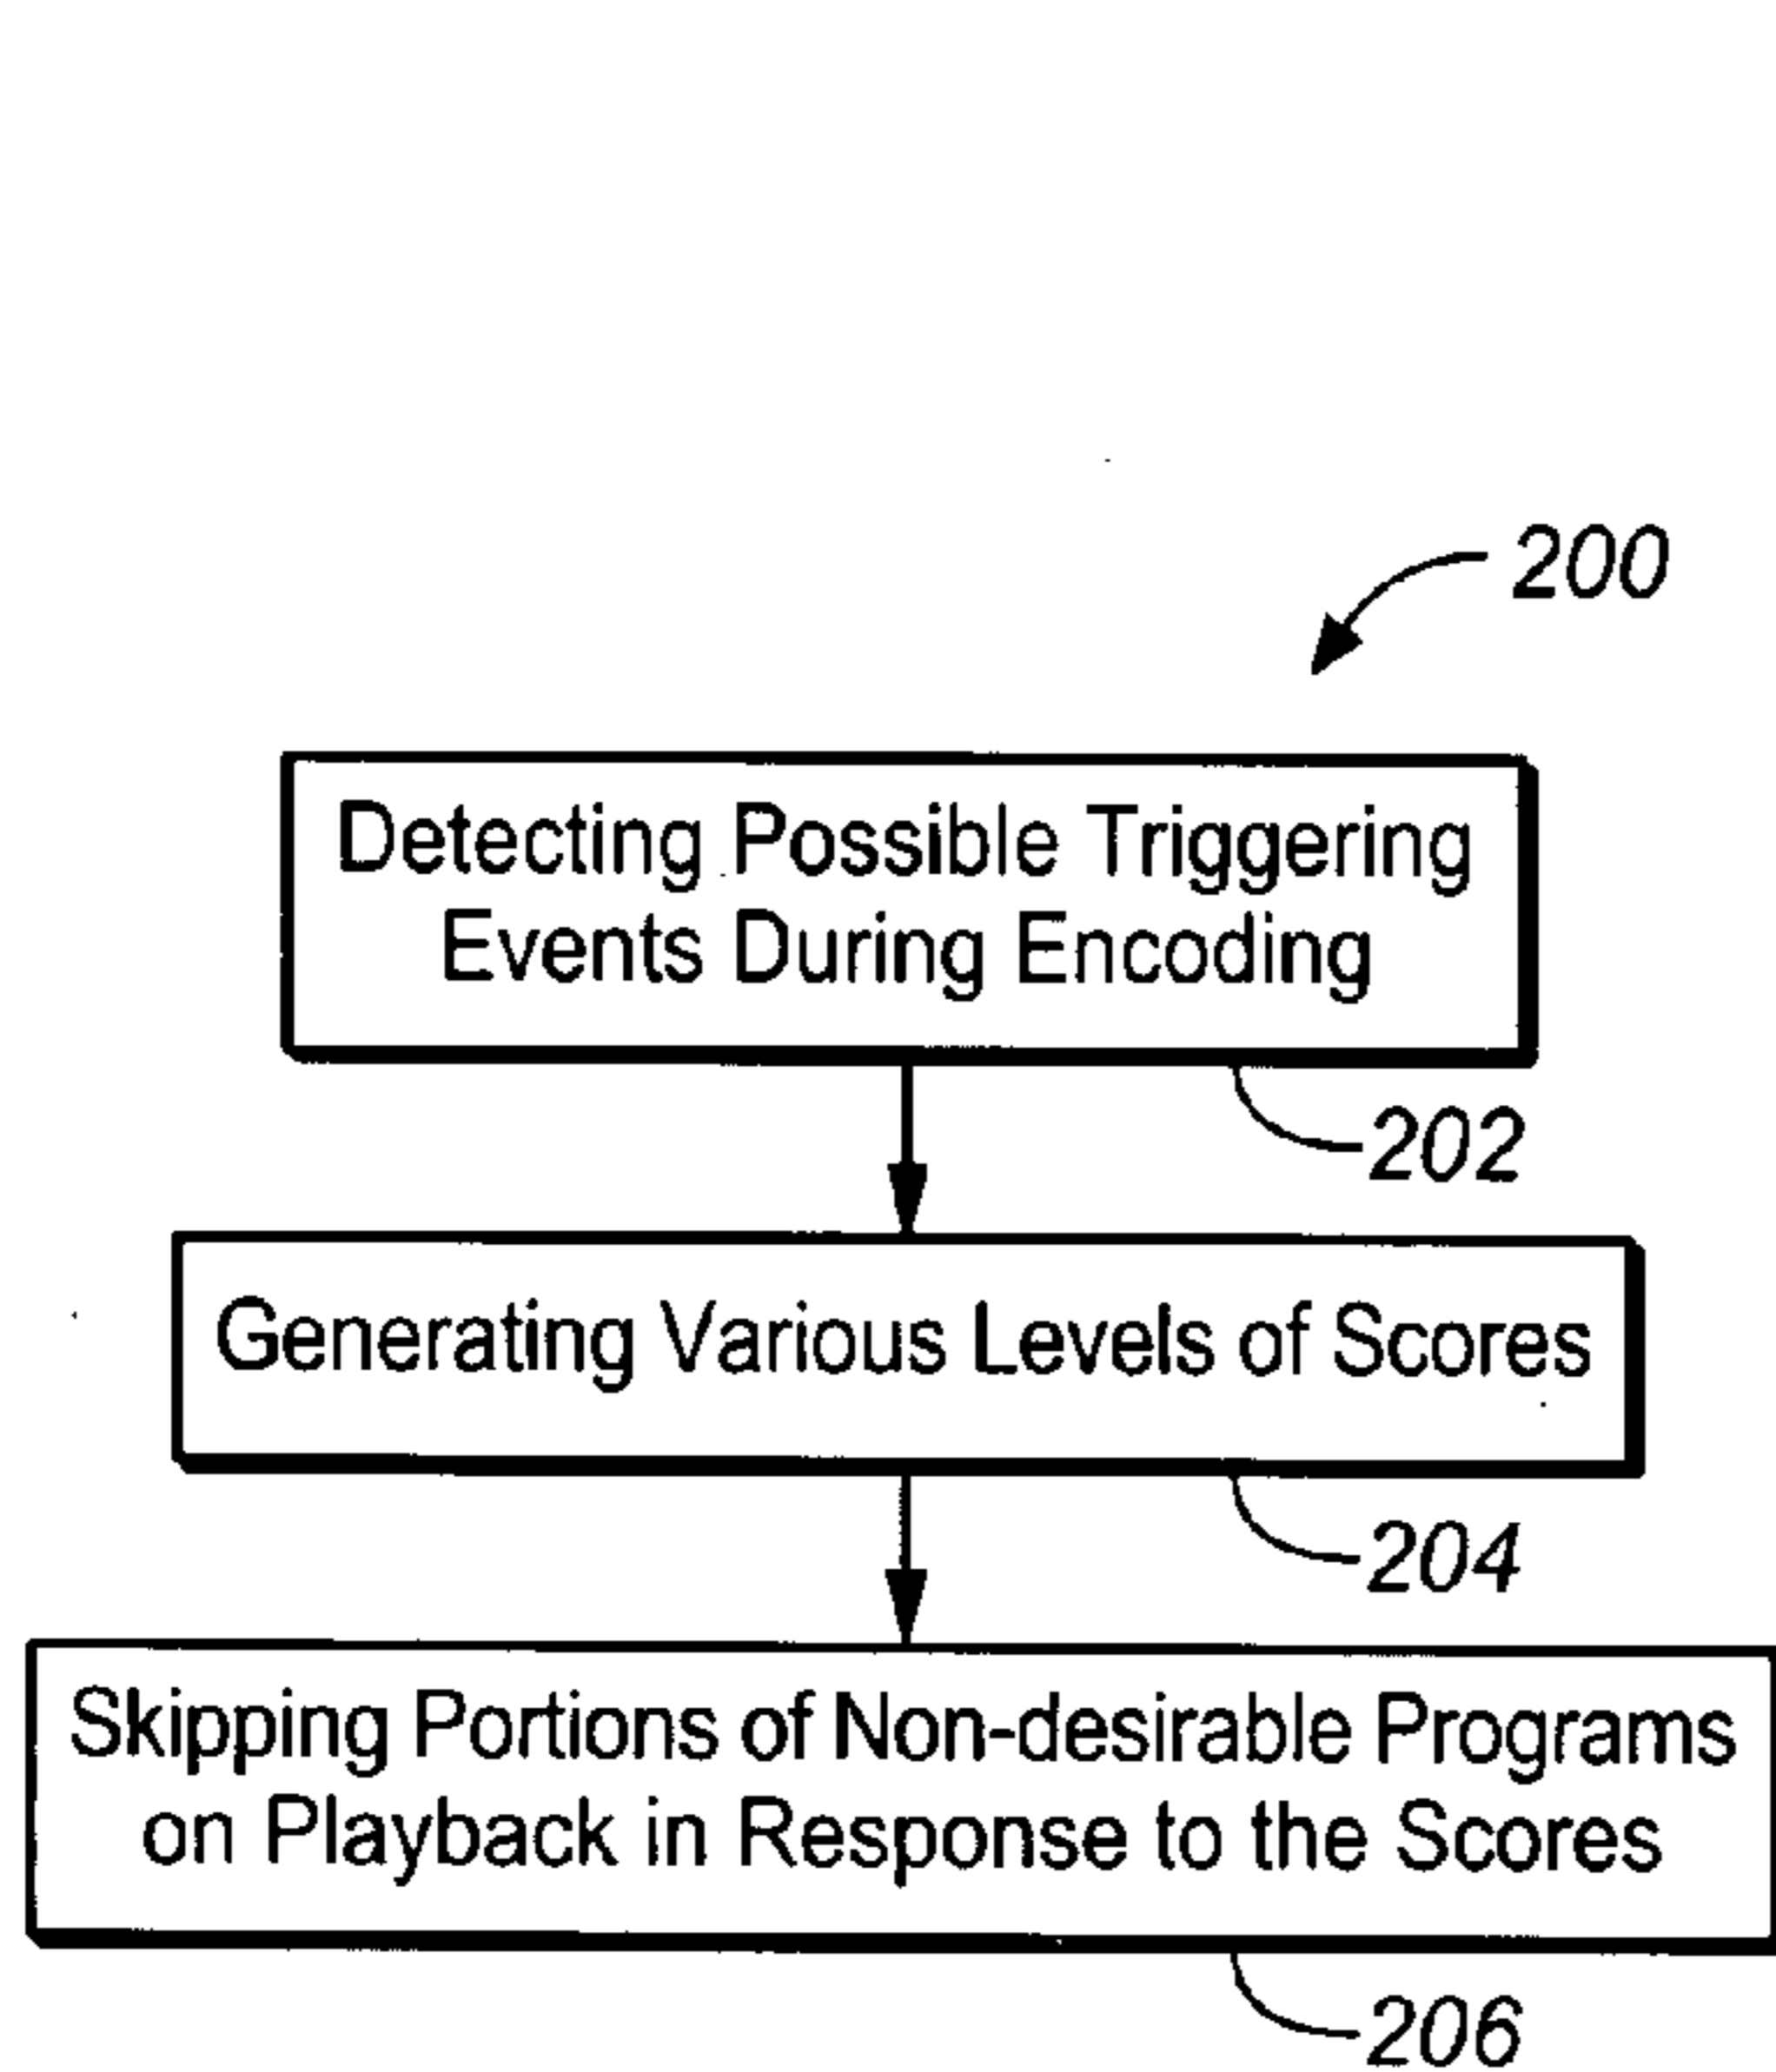 200
Detecting Possible Triggering
Events During Encoding
202
Generating Various Levels of Scores
204
Skipping Portions of Non-desirable Programs
on Playback in Response to the Scores
206